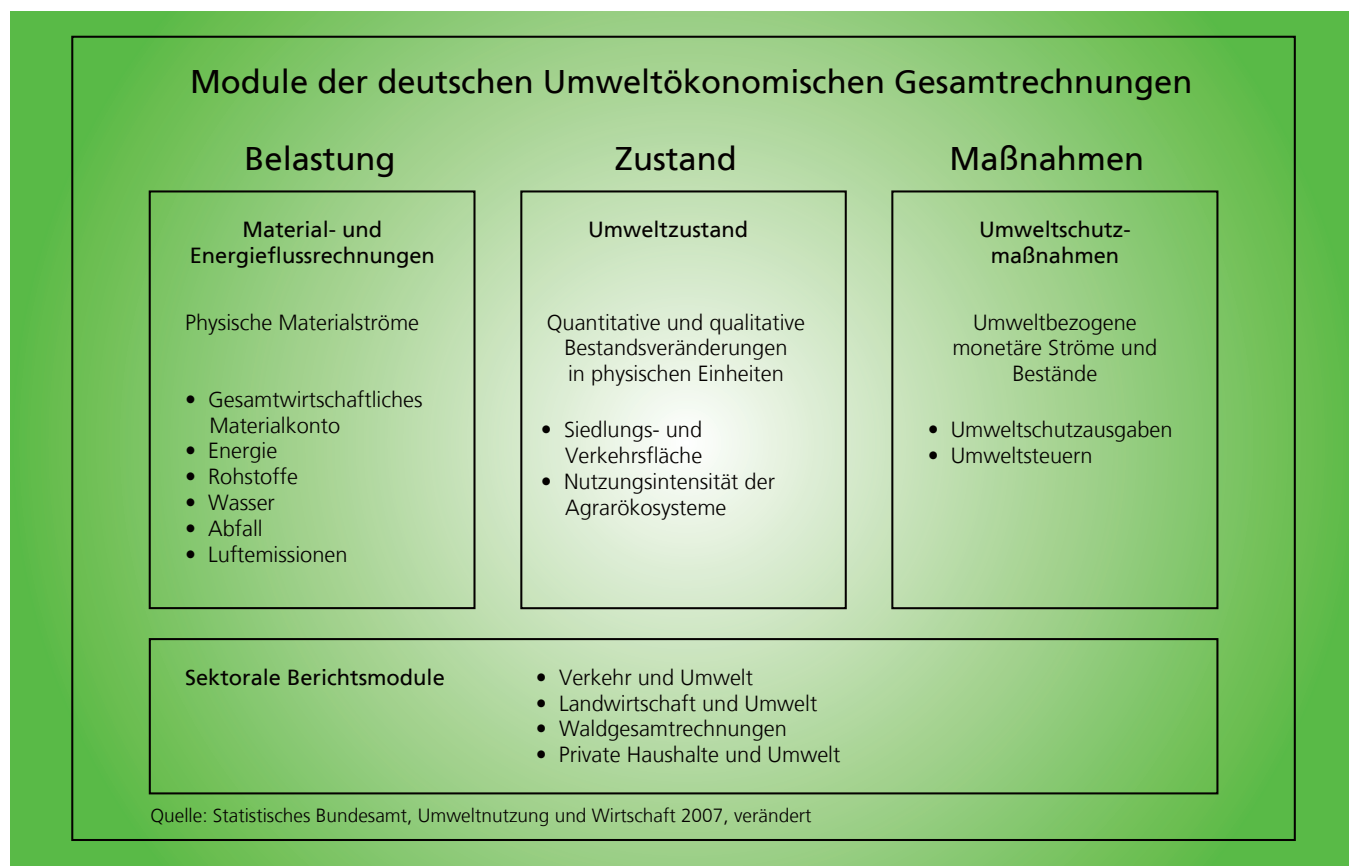 Module der deutschen Umweltökonomischen Gesamtrechnungen
Belastung
Material- und
Energieflussrechnungen
Physische Materialströme
• Gesamtwirtschaftliches
Materialkonto
• Energie
• Rohstoffe
• Wasser
• Abfall
• Luftemissionen
Zustand
Umweltzustand
Quantitative und qualitative
Bestandsveränderungen
in physischen Einheiten
• Siedlungs- und
Verkehrsfläche
• Nutzungsintensität der
Agrarökosysteme
Maßnahmen
Umweltschutz-
maßnahmen
Umweltbezogene
monetäre Ströme und
Bestände
• Umweltschutzausgaben
• Umweltsteuern
Sektorale Berichtsmodule
• Verkehr und Umwelt
• Landwirtschaft und Umwelt
• Waldgesamtrechnungen
• Private Haushalte und Umwelt
Quelle: Statistisches Bundesamt, Umweltnutzung und Wirtschaft 2007, verändert